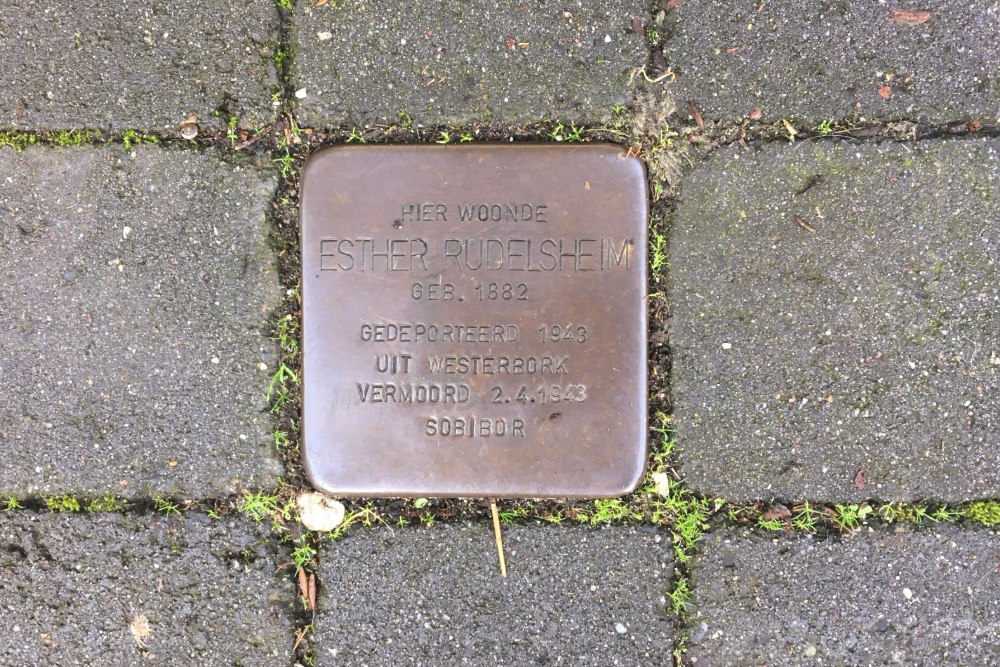 HIER WOONDE
ESTHER RUDELSHEIM
GEB. 1882
GEDEPORTEERD 1943
UIT WESTERBORK
VERMOORD 2.4.1943
SOBIBOR